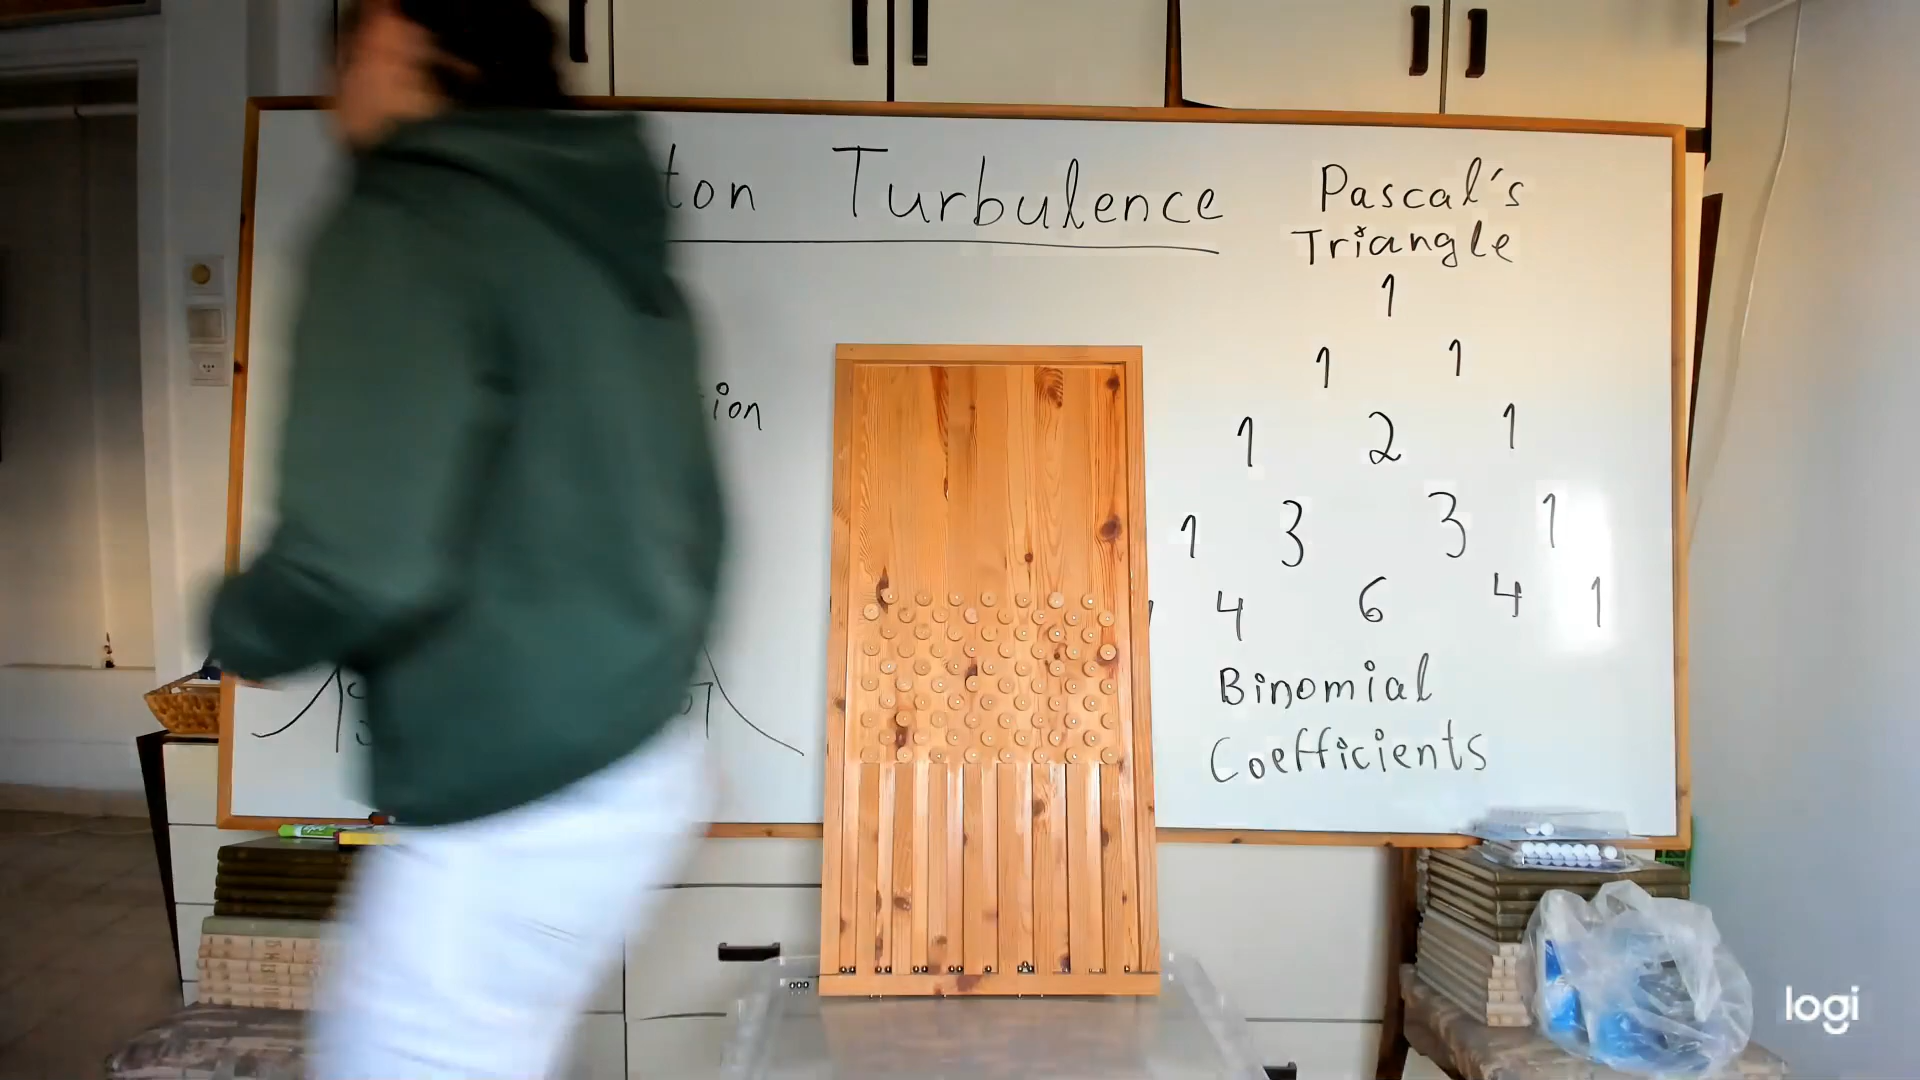 ton Turbulence
Pascal's
Triangle
1
1 1
ion
1 2 1
1 3 3 1
4 6 4 1
Binomial
Coefficients
logi